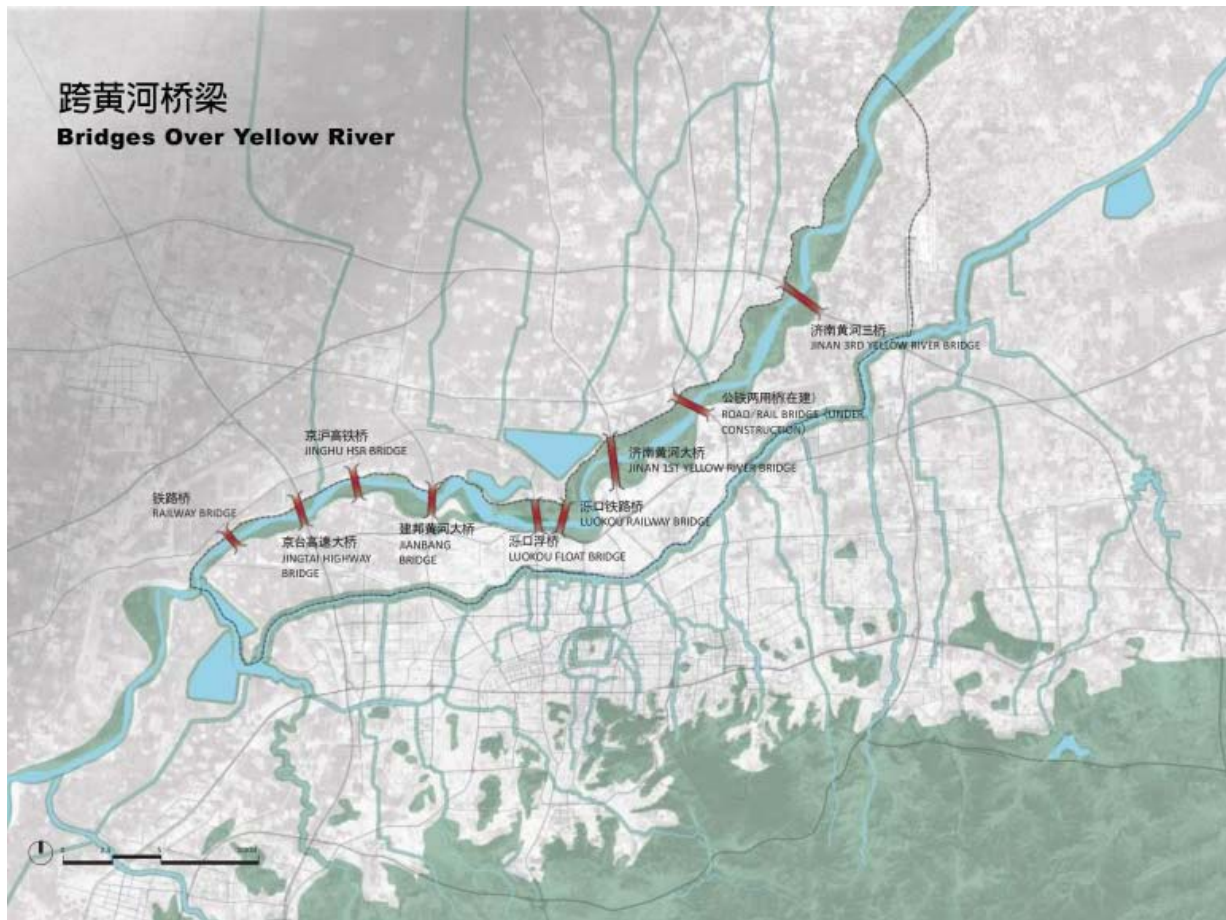 跨黄河桥梁
Bridges Over Yellow River
济南黄河三桥
JINAN 3RD YELLOW RIVER BRIDGE
公铁两用桥(在建)
ROAD/RAIL BRIDGE (UNDER
CONSTRUCTION)
京沪高铁桥
JINGHU HSR BRIDGE
济南黄河大桥
JINAN 1ST YELLOW RIVER BRIDGE
铁路桥
RAILWAY BRIDGE
泺口铁路桥
LUOKOU RAILWAY BRIDGE
京台高速大桥
JINGTAI HIGHWAY
BRIDGE
建邦黄河大桥
JIANBANG
BRIDGE
泺口浮桥
LUOKOU FLOAT BRIDGE
0 2.5 5